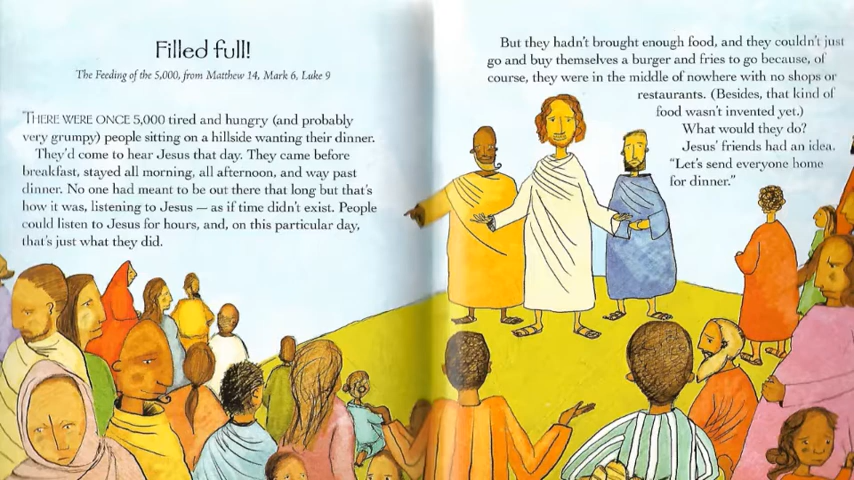 Filled full!
The Feeding of the 5,000, from Matthew 14, Mark 6, Luke 9
THERE WERE ONCE 5,000 tired and hungry (and probably
very grumpy) people sitting on a hillside wanting their dinner.
They'd come to hear Jesus that day. They came before
breakfast, stayed all morning, all afternoon, and way past
dinner. No one had meant to be out there that long but that's
how it was, listening to Jesus — as if time didn't exist. People
could listen to Jesus for hours, and, on this particular day,
that's just what they did.
But they hadn't brought enough food, and they couldn't just
go and buy themselves a burger and fries to go because, of
course, they were in the middle of nowhere with no shops or
restaurants. (Besides, that kind of
food wasn't invented yet.)
What would they do?
Jesus' friends had an idea.
"Let's send everyone home
for dinner."